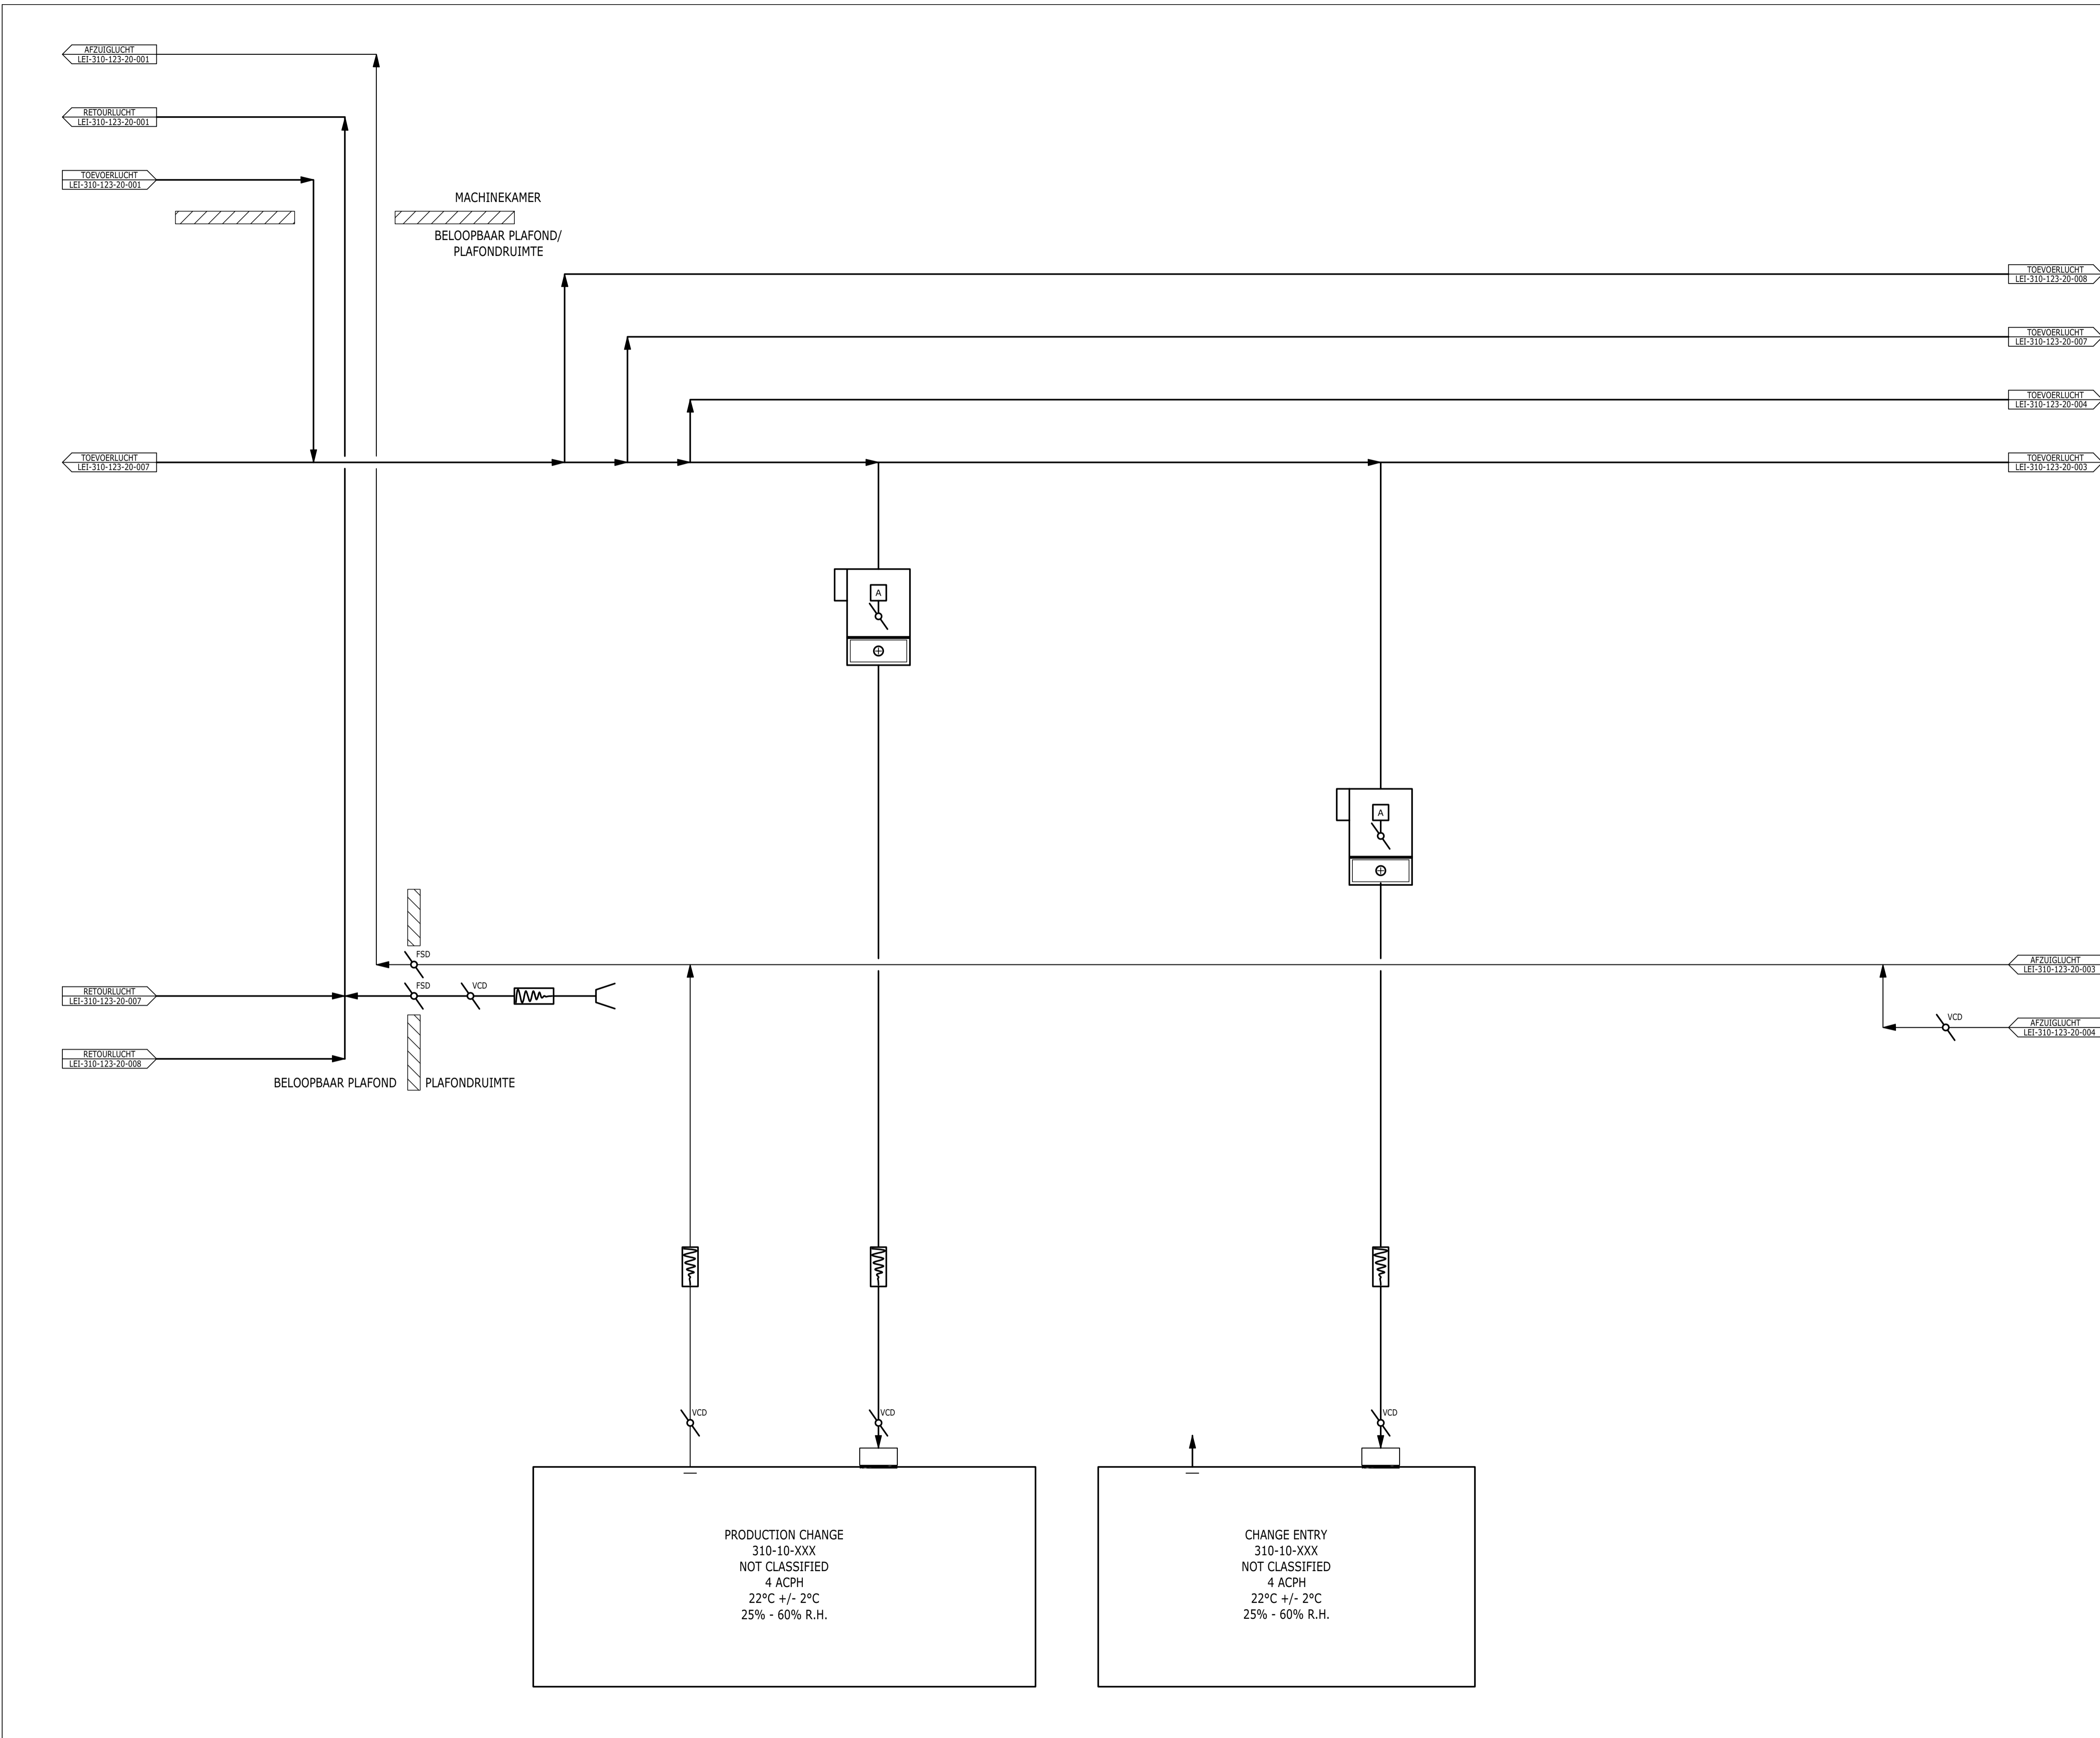 AFZUIGLUCHT
LEI-310-123-20-001
RETOURLUCHT
LEI-310-123-20-001
TOEVOERLUCHT
LEI-310-123-20-001
MACHINEKAMER
BELOOPBAAR PLAFOND/
PLAFONDRUIMTE
TOEVOERLUCHT
LEI-310-123-20-008
TOEVOERLUCHT
LEI-310-123-20-007
TOEVOERLUCHT
LEI-310-123-20-004
TOEVOERLUCHT
LEI-310-123-20-007
TOEVOERLUCHT
LEI-310-123-20-003
A
A
FSD
AFZUIGLUCHT
LEI-310-123-20-003
RETOURLUCHT
LEI-310-123-20-007
FSD
VCD
VCD
AFZUIGLUCHT
LEI-310-123-20-004
RETOURLUCHT
LEI-310-123-20-008
BELOOPBAAR PLAFOND
PLAFONDRUIMTE
VCD
VCD
VCD
PRODUCTION CHANGE
310-10-XXX
NOT CLASSIFIED
4 ACPH
22°C +/- 2°C
25% - 60% R.H.
CHANGE ENTRY
310-10-XXX
NOT CLASSIFIED
4 ACPH
22°C +/- 2°C
25% - 60% R.H.